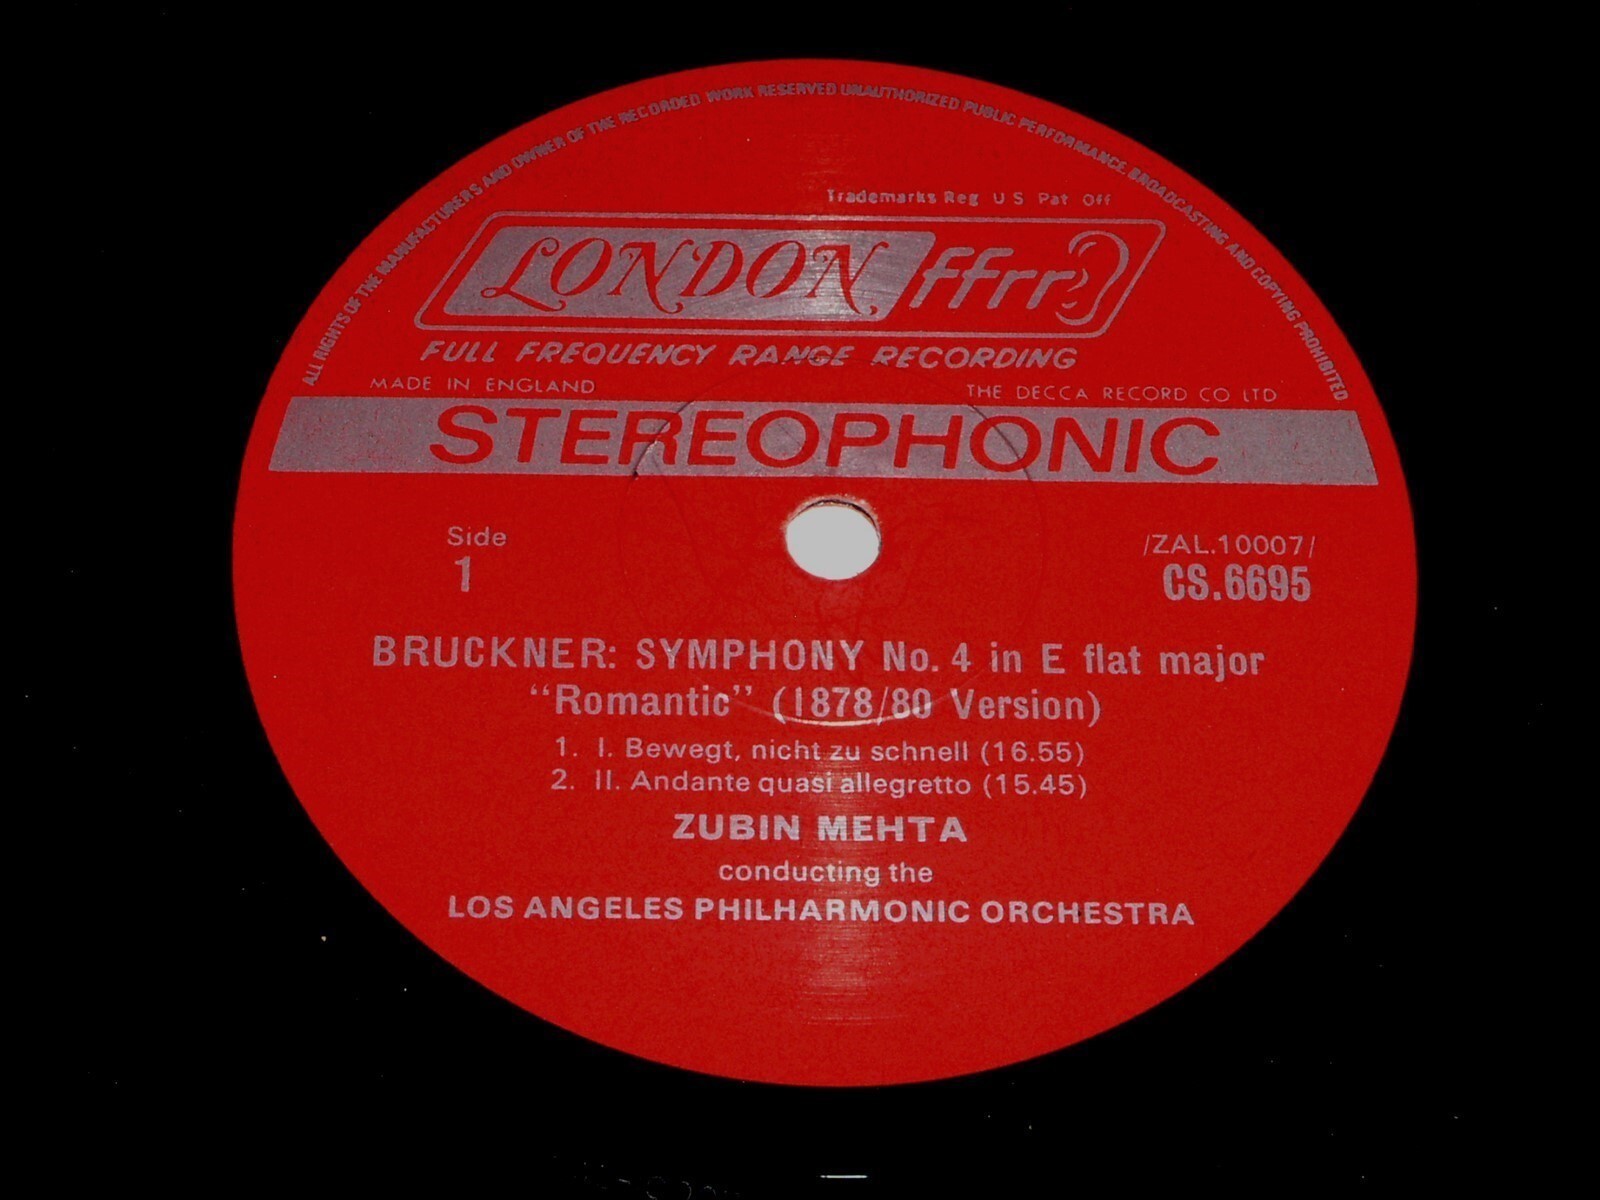 ALL RIGHTS OF THE MANUFACTURERS AND OWNER OF THE RECORDED WORK RESERVED UNAUTHORIZED PUBLIC PERFORMANCE, BROADCASTING AND COPYING PROHIBITED
Trademarks Reg U S Pat Off
LONDON ffrr
FULL FREQUENCY RANGE RECORDING
MADE IN ENGLAND THE DECCA RECORD CO LTD
STEREOPHONIC
Side /ZAL.10007/
1 CS.6695
BRUCKNER: SYMPHONY No. 4 in E flat major
“Romantic” (1878/80 Version)
1. I. Bewegt, nicht zu schnell (16.55)
2. II. Andante quasi allegretto (15.45)
ZUBIN MEHTA
conducting the
LOS ANGELES PHILHARMONIC ORCHESTRA